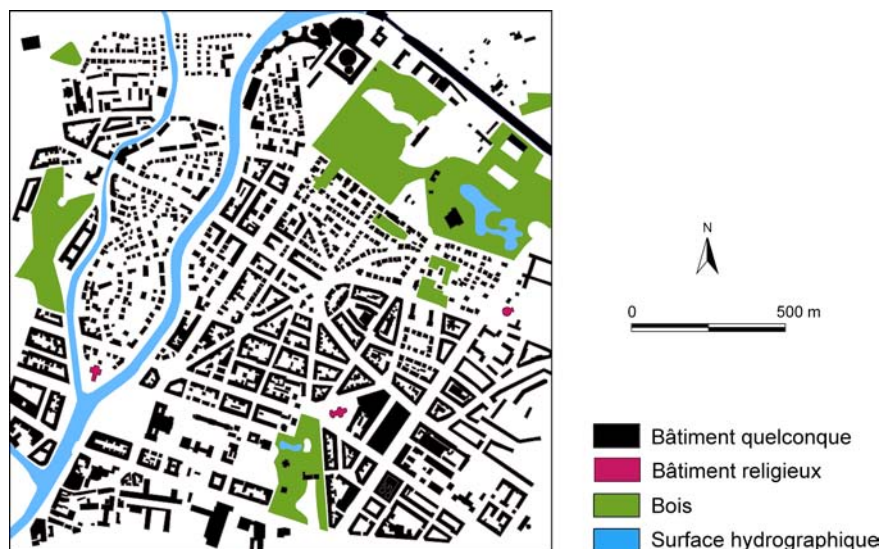 N
0 500 m
Bâtiment quelconque
Bâtiment religieux
Bois
Surface hydrographique